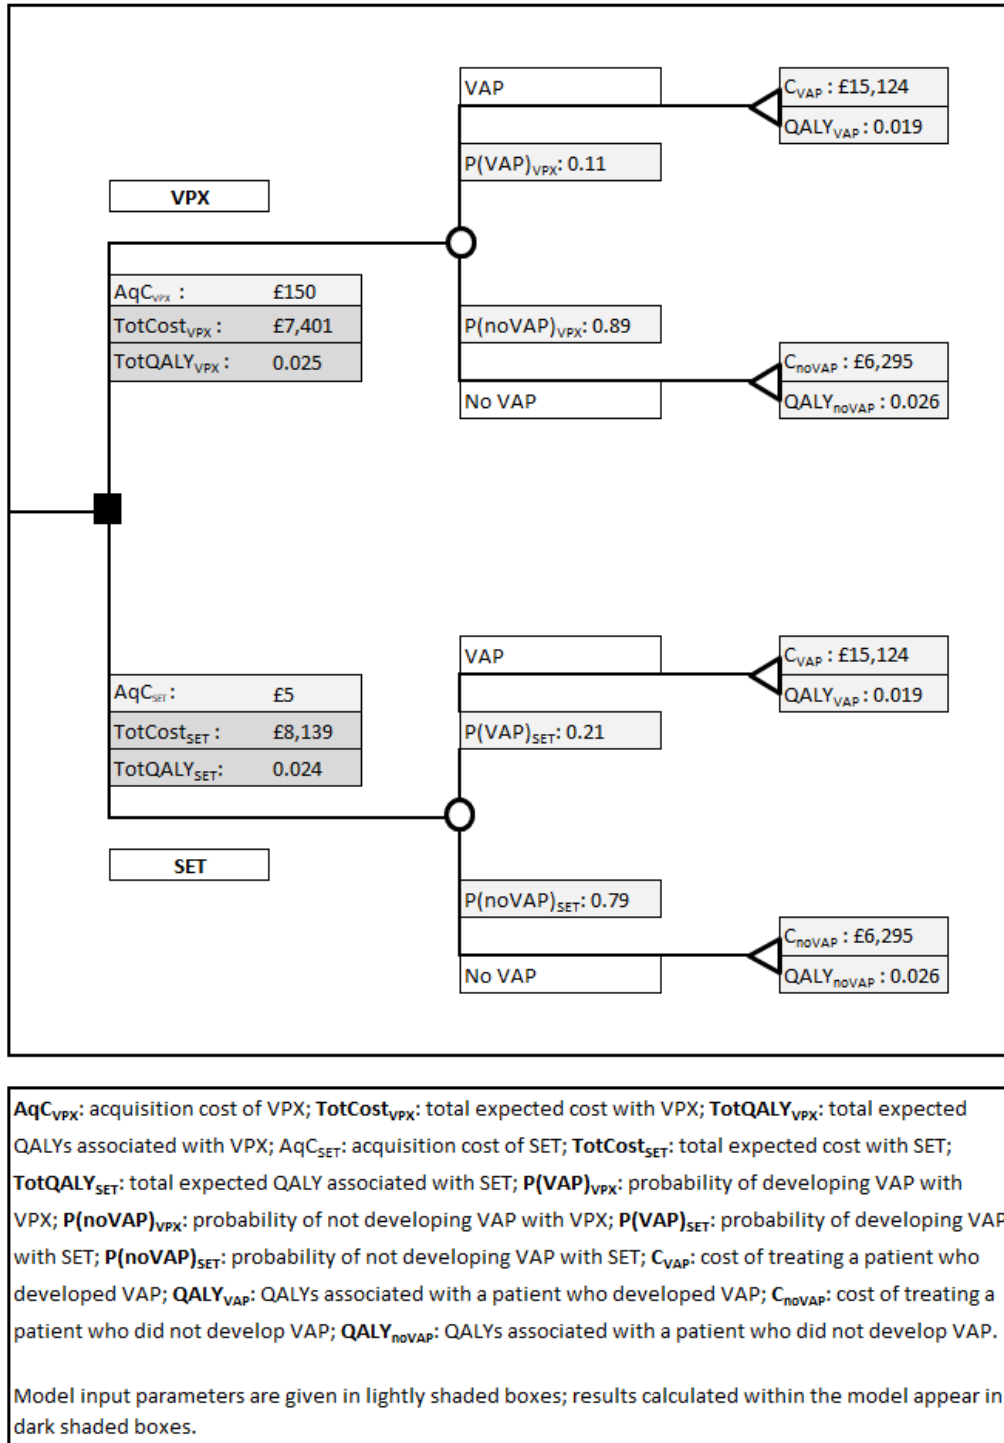 VAP
C_VAP : £15,124
QALY_VAP : 0.019
P(VAP)_VPX: 0.11
VPX
AqC_VPX : £150
TotCost_VPX : £7,401
TotQALY_VPX : 0.025
P(noVAP)_VPX: 0.89
C_noVAP : £6,295
No VAP
QALY_noVAP : 0.026
VAP
C_VAP : £15,124
QALY_VAP : 0.019
AqC_SET : £5
TotCost_SET : £8,139
P(VAP)_SET: 0.21
TotQALY_SET: 0.024
SET
P(noVAP)_SET: 0.79
C_noVAP : £6,295
No VAP
QALY_noVAP : 0.026
AqC_VPX: acquisition cost of VPX; TotCost_VPX: total expected cost with VPX; TotQALY_VPX: total expected
QALYs associated with VPX; AqC_SET: acquisition cost of SET; TotCost_SET: total expected cost with SET;
TotQALY_SET: total expected QALY associated with SET; P(VAP)_VPX: probability of developing VAP with
VPX; P(noVAP)_VPX: probability of not developing VAP with VPX; P(VAP)_SET: probability of developing VAP
with SET; P(noVAP)_SET: probability of not developing VAP with SET; C_VAP: cost of treating a patient who
developed VAP; QALY_VAP: QALYs associated with a patient who developed VAP; C_noVAP: cost of treating a
patient who did not develop VAP; QALY_noVAP: QALYs associated with a patient who did not develop VAP.
Model input parameters are given in lightly shaded boxes; results calculated within the model appear in
dark shaded boxes.